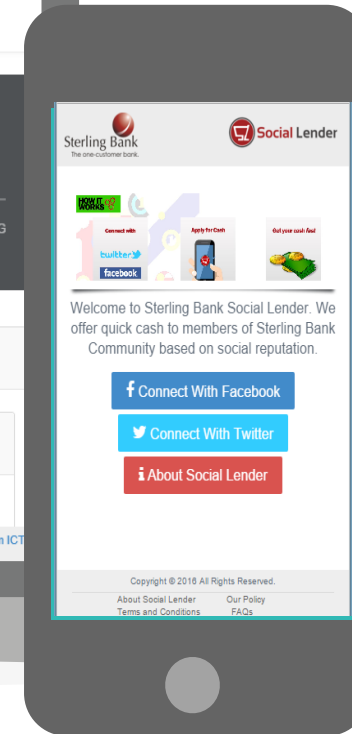 Sterling Bank
The one-customer bank.
Social Lender
HOW IT
WORKS
Connect with
twitter
facebook
Apply for Cash
Get your cash fast
Welcome to Sterling Bank Social Lender. We
offer quick cash to members of Sterling Bank
Community based on social reputation.
Connect With Facebook
Connect With Twitter
About Social Lender
Copyright © 2016 All Rights Reserved.
About Social Lender
Our Policy
Terms and Conditions
FAQs
G
n ICT